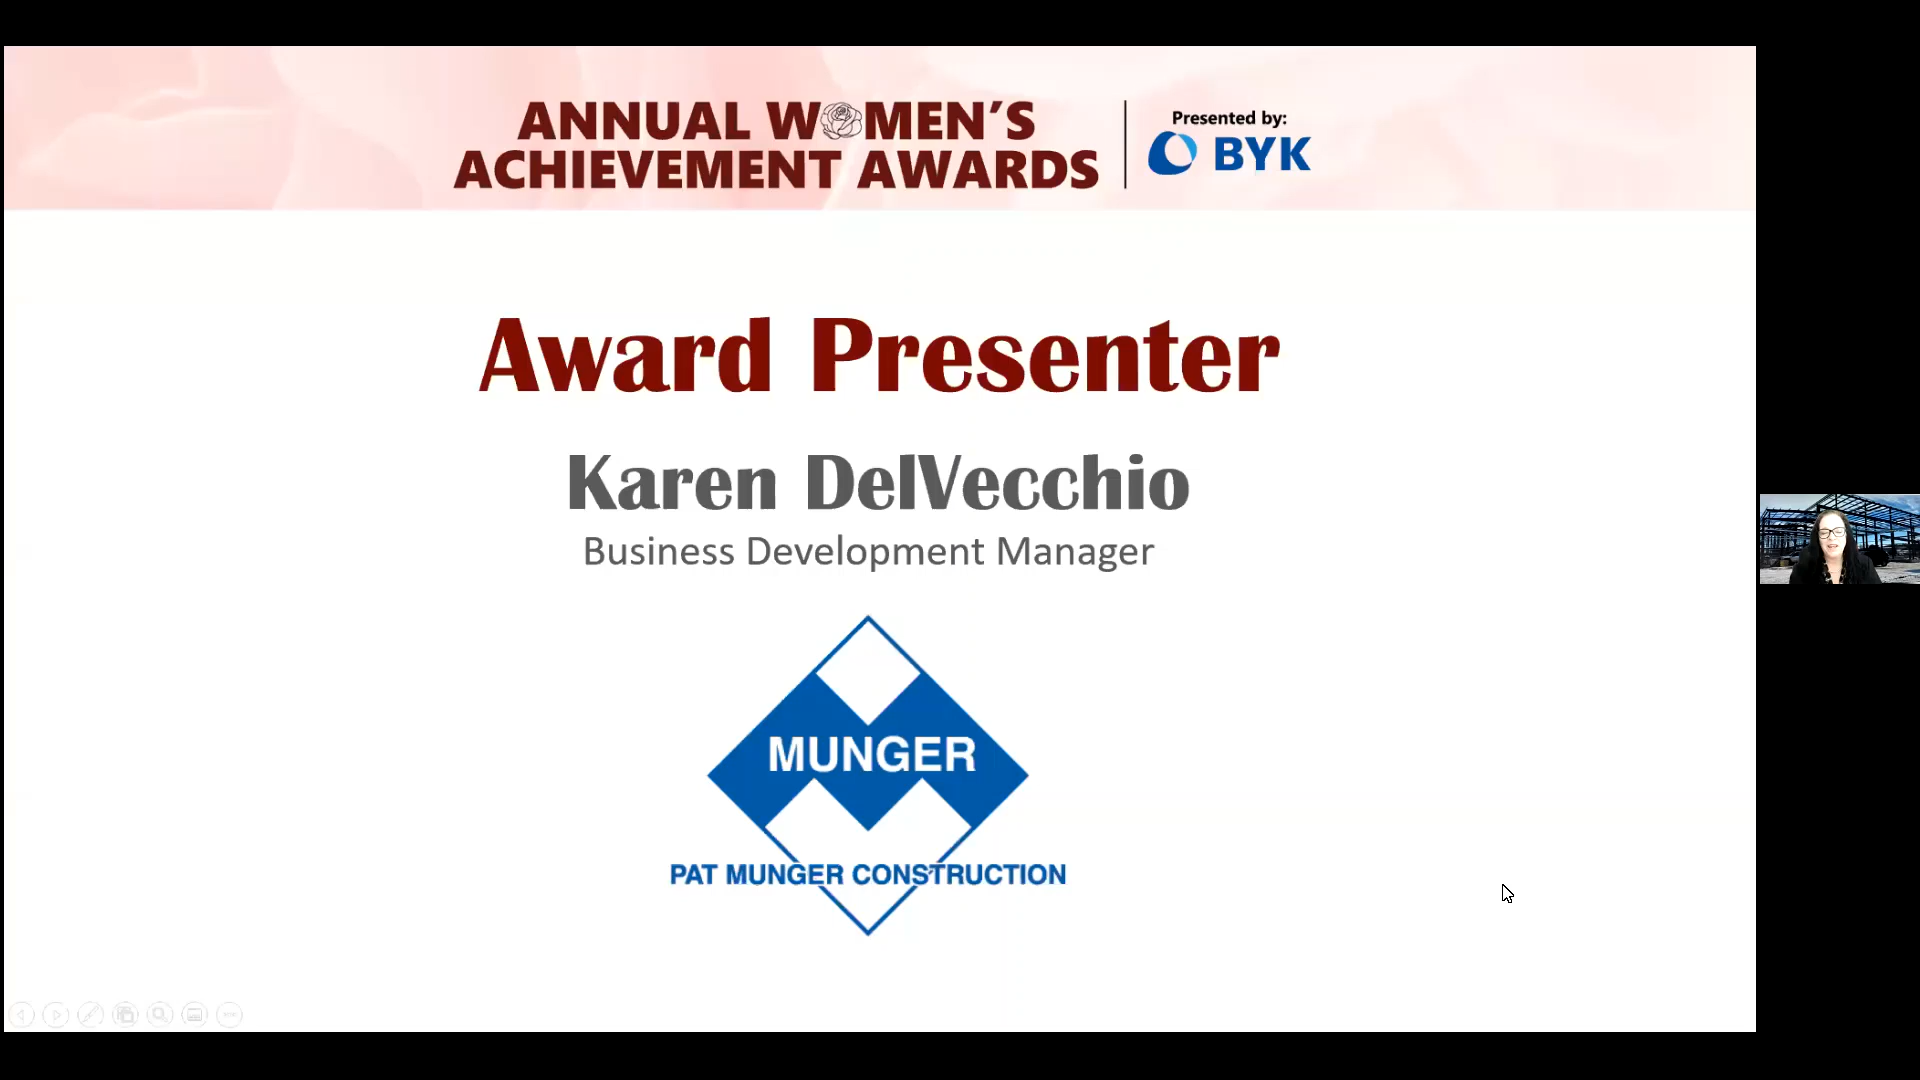 ANNUAL WOMEN'S
ACHIEVEMENT AWARDS
Presented by:
BYK
Award Presenter
Karen DelVecchio
Business Development Manager
MUNGER
PAT MUNGER CONSTRUCTION